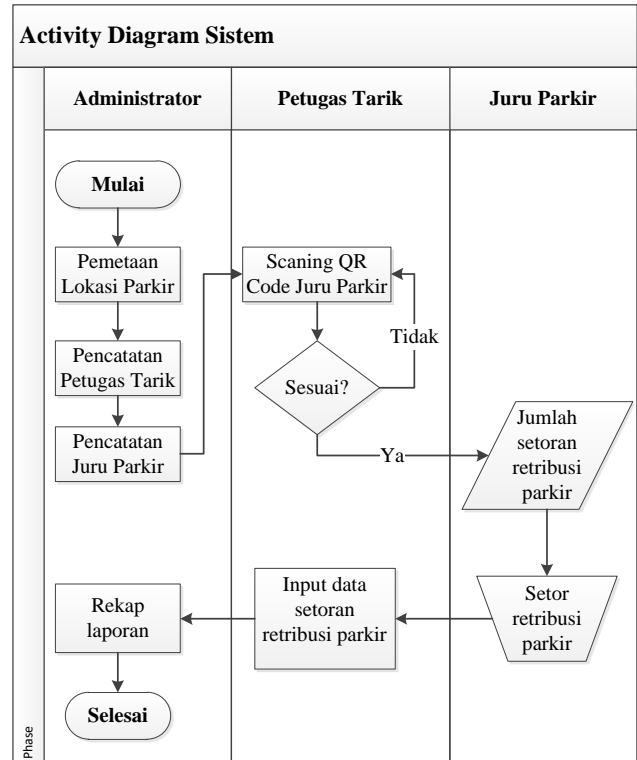 Activity Diagram Sistem
Administrator
Petugas Tarik
Juru Parkir
Mulai
Pemetaan
Lokasi Parkir
Pencatatan
Petugas Tarik
Pencatatan
Juru Parkir
Scaning QR
Code Juru Parkir
Tidak
Sesuai?
Ya
Jumlah
setoran
retribusi
parkir
Setor
retribusi
parkir
Input data
setoran
retribusi parkir
Rekap
laporan
Selesai
Phase